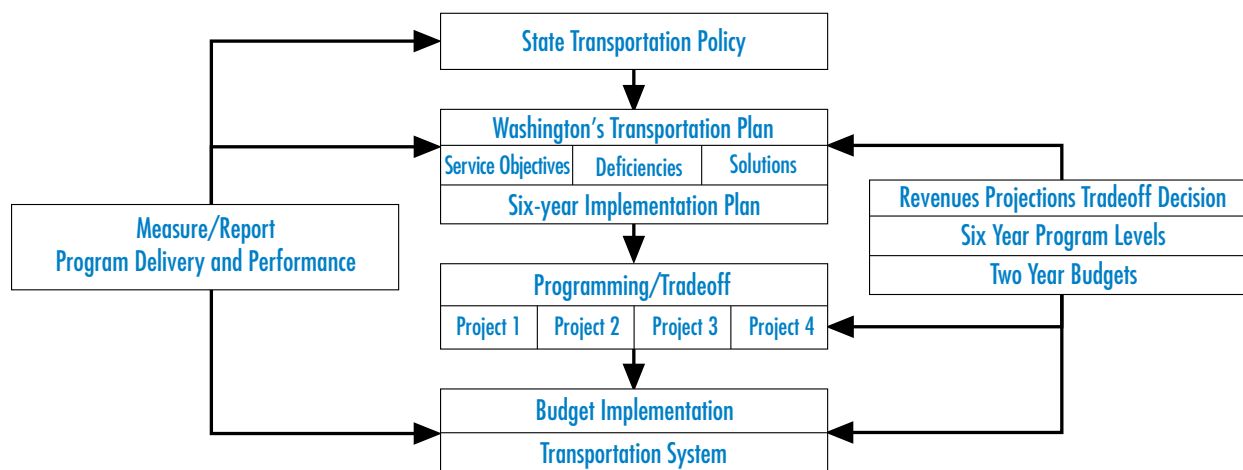 State Transportation Policy
Washington’s Transportation Plan
Service Objectives
Deficiencies
Solutions
Six-year Implementation Plan
Measure/Report
Program Delivery and Performance
Revenues Projections Tradeoff Decision
Six Year Program Levels
Two Year Budgets
Programming/Tradeoff
Project 1
Project 2
Project 3
Project 4
Budget Implementation
Transportation System